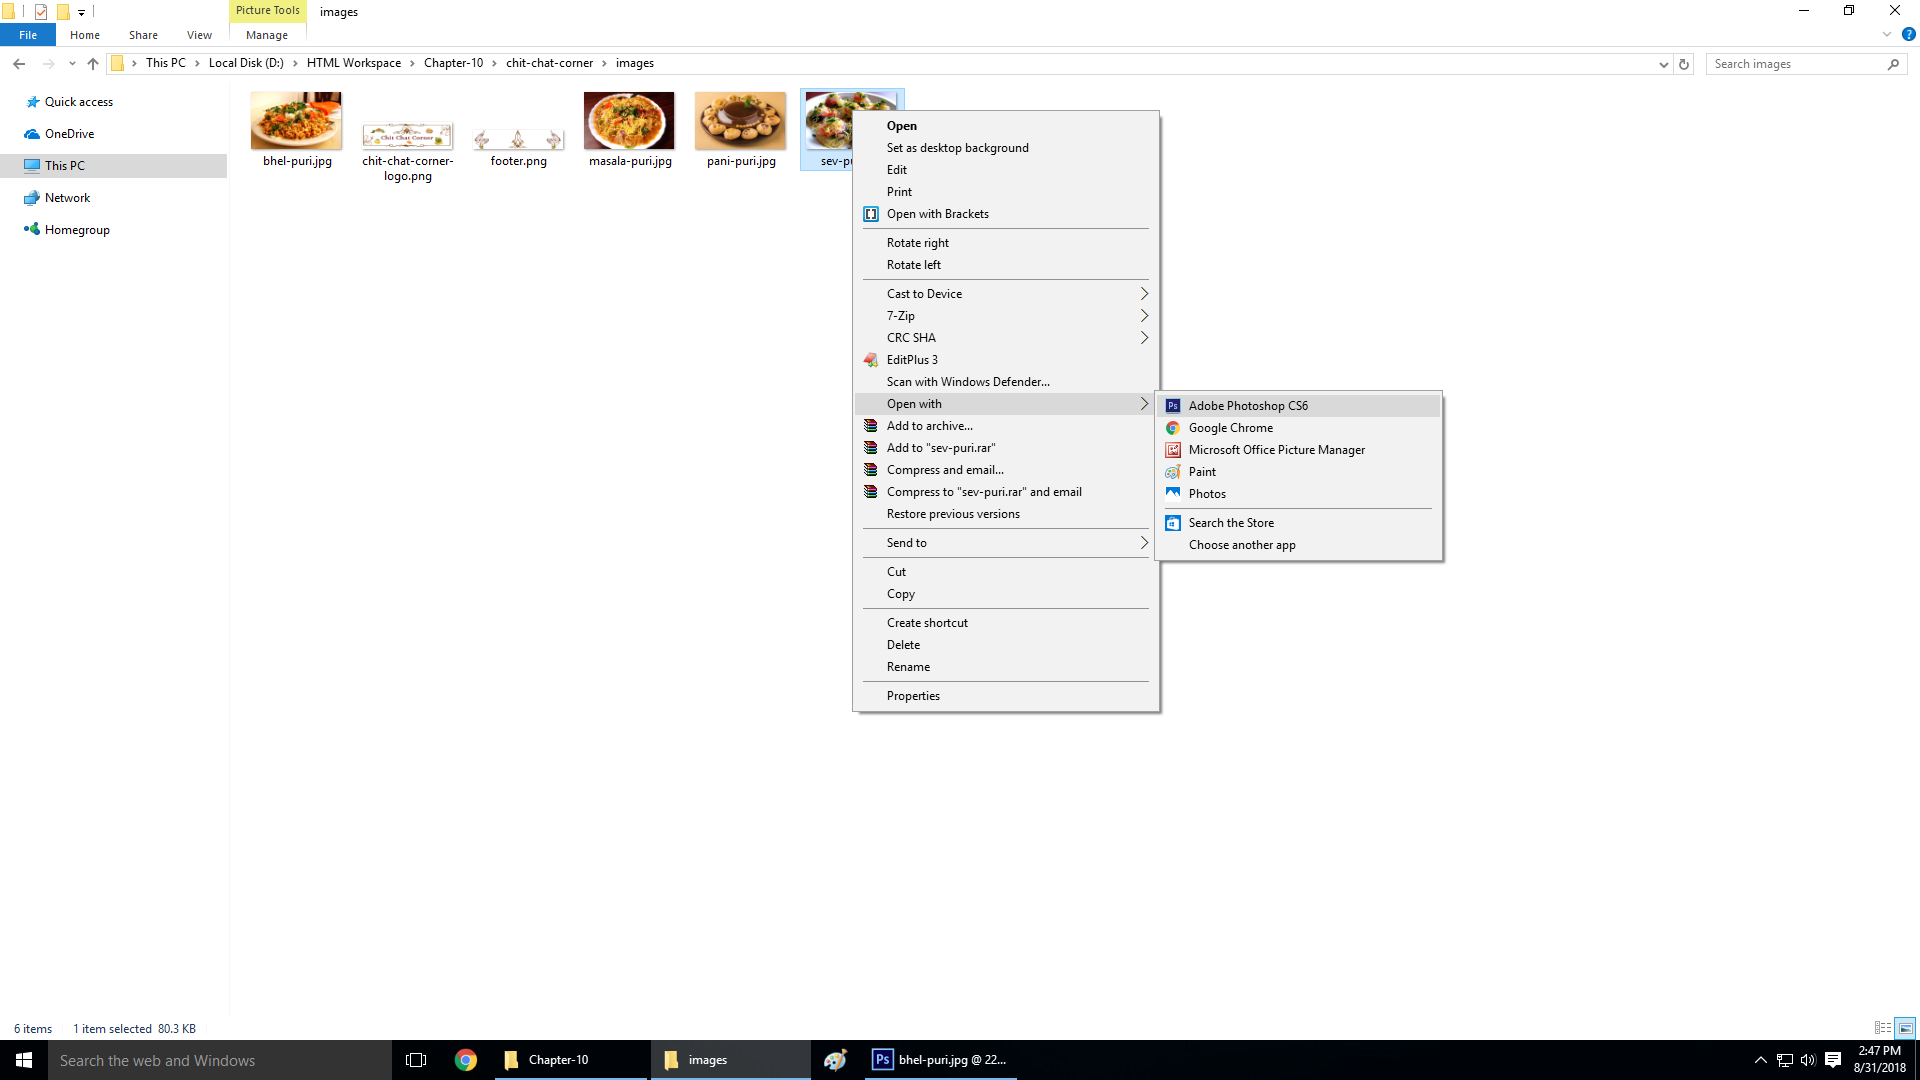 Picture Tools
images
File
Home
Share
View
Manage
This PC
Local Disk (D:)
HTML Workspace
Chapter-10
chit-chat-corner
images
Search images
Quick access
OneDrive
This PC
Network
Homegroup
bhel-puri.jpg
chit-chat-corner-
logo.png
footer.png
masala-puri.jpg
pani-puri.jpg
Chit Chat Corner
Open
Set as desktop background
Edit
Print
Open with Brackets
Rotate right
Rotate left
Cast to Device
7-Zip
CRC SHA
EditPlus 3
Scan with Windows Defender...
Open with
Add to archive...
Add to "sev-puri.rar"
Compress and email...
Compress to "sev-puri.rar" and email
Restore previous versions
Send to
Cut
Copy
Create shortcut
Delete
Rename
Properties
Ps Adobe Photoshop CS6
Google Chrome
Microsoft Office Picture Manager
Paint
Photos
Search the Store
Choose another app
6 items
1 item selected 80.3 KB
Search the web and Windows
Chapter-10
images
Ps bhel-puri.jpg @ 22...
2:47 PM
8/31/2018